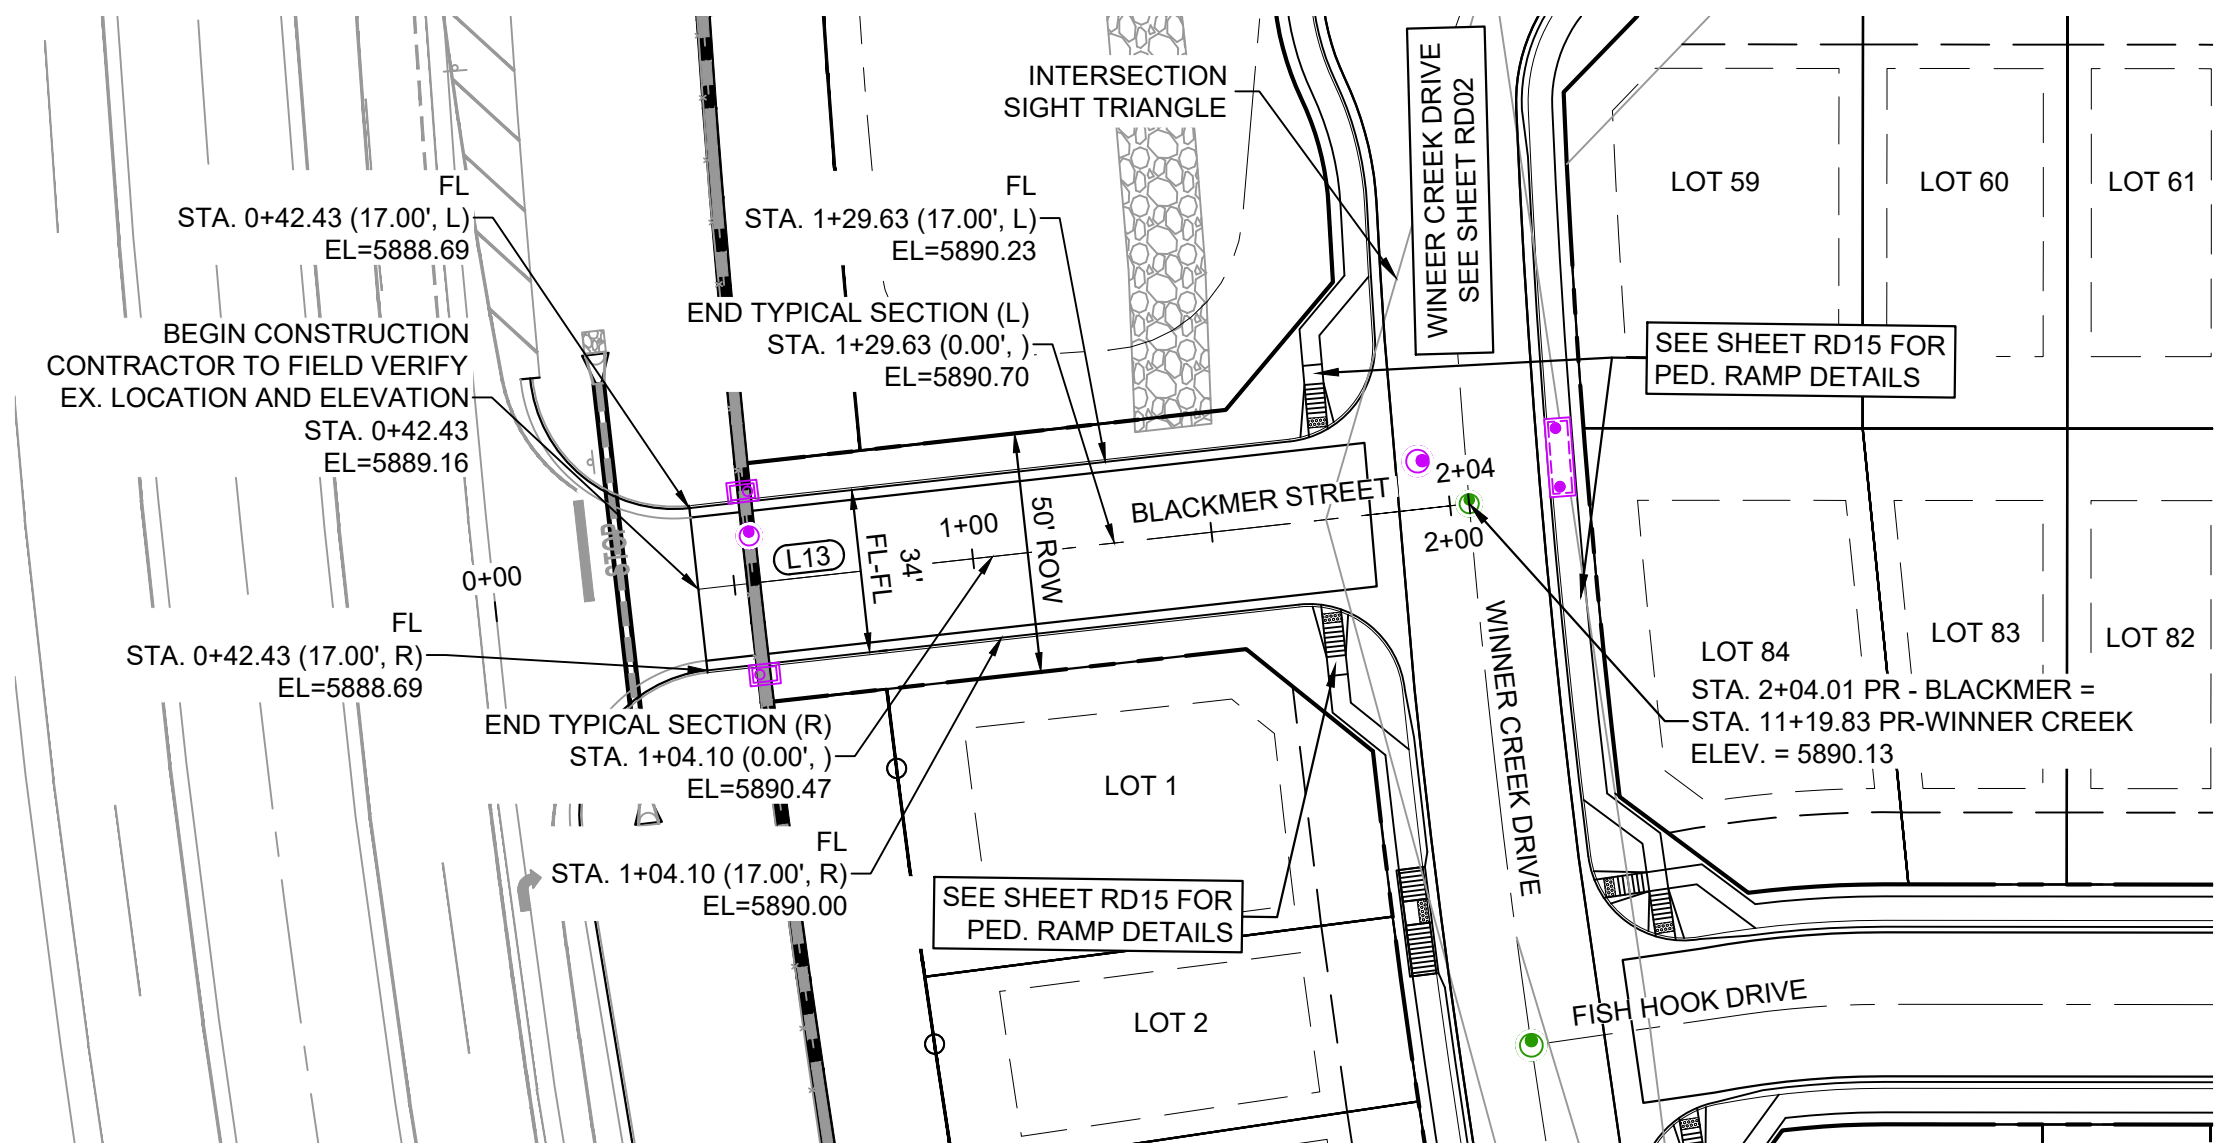 INTERSECTION
SIGHT TRIANGLE
WINEER CREEK DRIVE
SEE SHEET RD02
LOT 59
LOT 60
LOT 61
FL
STA. 0+42.43 (17.00', L)
EL=5888.69
FL
STA. 1+29.63 (17.00', L)
EL=5890.23
BEGIN CONSTRUCTION
CONTRACTOR TO FIELD VERIFY
EX. LOCATION AND ELEVATION
STA. 0+42.43
EL=5889.16
END TYPICAL SECTION (L)
STA. 1+29.63 (0.00', )
EL=5890.70
SEE SHEET RD15 FOR
PED. RAMP DETAILS
STOP
0+00
L13
34'
FL-FL
1+00
50' ROW
BLACKMER STREET
2+04
2+00
FL
STA. 0+42.43 (17.00', R)
EL=5888.69
WINNER CREEK DRIVE
LOT 84
LOT 83
LOT 82
STA. 2+04.01 PR - BLACKMER =
STA. 11+19.83 PR-WINNER CREEK
ELEV. = 5890.13
END TYPICAL SECTION (R)
STA. 1+04.10 (0.00', )
EL=5890.47
LOT 1
FL
STA. 1+04.10 (17.00', R)
EL=5890.00
SEE SHEET RD15 FOR
PED. RAMP DETAILS
LOT 2
FISH HOOK DRIVE